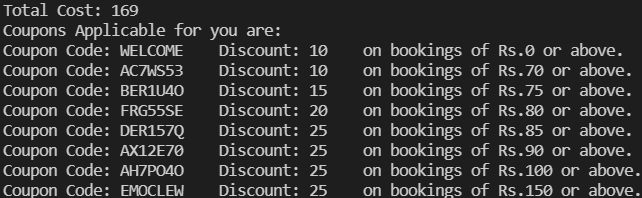 Total Cost: 169
Coupons Applicable for you are:
Coupon Code: WELCOME    Discount: 10    on bookings of Rs.0 or above.
Coupon Code: AC7WS53    Discount: 10    on bookings of Rs.70 or above.
Coupon Code: BER1U4O    Discount: 15    on bookings of Rs.75 or above.
Coupon Code: FRG55SE    Discount: 20    on bookings of Rs.80 or above.
Coupon Code: DER157Q    Discount: 25    on bookings of Rs.85 or above.
Coupon Code: AX12E70    Discount: 25    on bookings of Rs.90 or above.
Coupon Code: AH7PO4O    Discount: 25    on bookings of Rs.100 or above.
Coupon Code: EMOCLEW    Discount: 25    on bookings of Rs.150 or above.